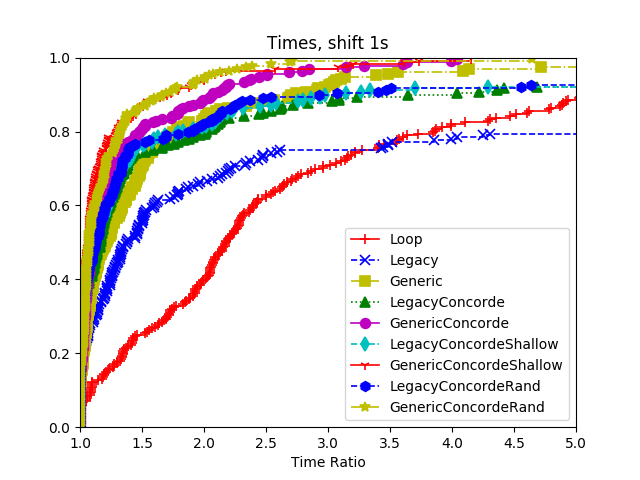 Times, shift 1s
1.0
0.8
0.6
0.4
0.2
0.0
Loop
Legacy
Generic
LegacyConcorde
GenericConcorde
LegacyConcordeShallow
GenericConcordeShallow
LegacyConcordeRand
GenericConcordeRand
1.0 1.5 2.0 2.5 3.0 3.5 4.0 4.5 5.0
Time Ratio